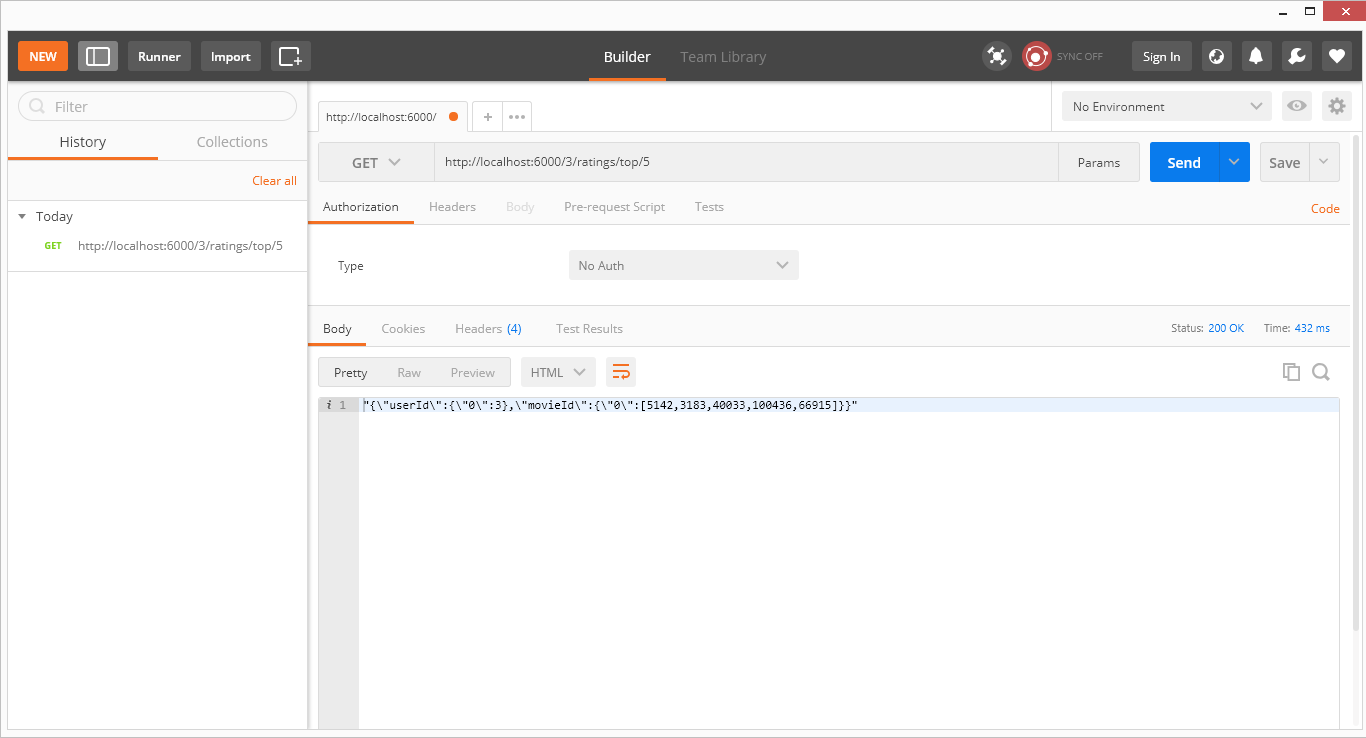 NEW Runner Import Builder Team Library SYNC OFF Sign In
Filter
History Collections
Clear all
Today
GET http://localhost:6000/3/ratings/top/5
http://localhost:6000/ + ••• No Environment
GET http://localhost:6000/3/ratings/top/5 Params Send Save
Authorization Headers Body Pre-request Script Tests Code
Type No Auth
Body Cookies Headers (4) Test Results Status: 200 OK Time: 432 ms
Pretty Raw Preview HTML
i 1 "{\"userId\":{\"0\":3},\"movieId\":{\"0\":[5142,3183,40033,100436,66915]}}"